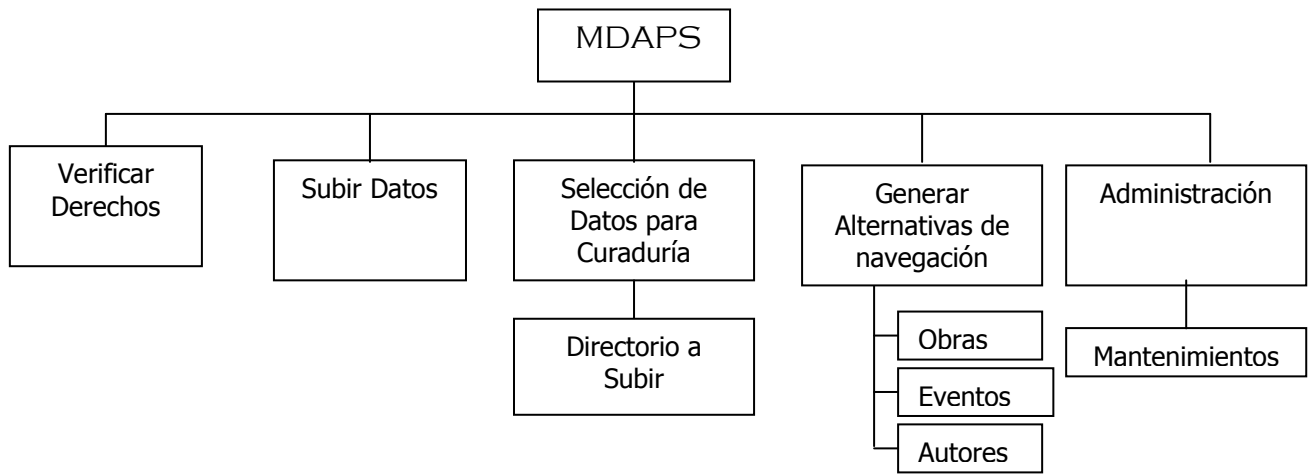 MDAPS
Verificar
Derechos
Subir Datos
Selección de
Datos para
Curaduría
Generar
Alternativas de
navegación
Administración
Directorio a
Subir
Obras
Eventos
Autores
Mantenimientos